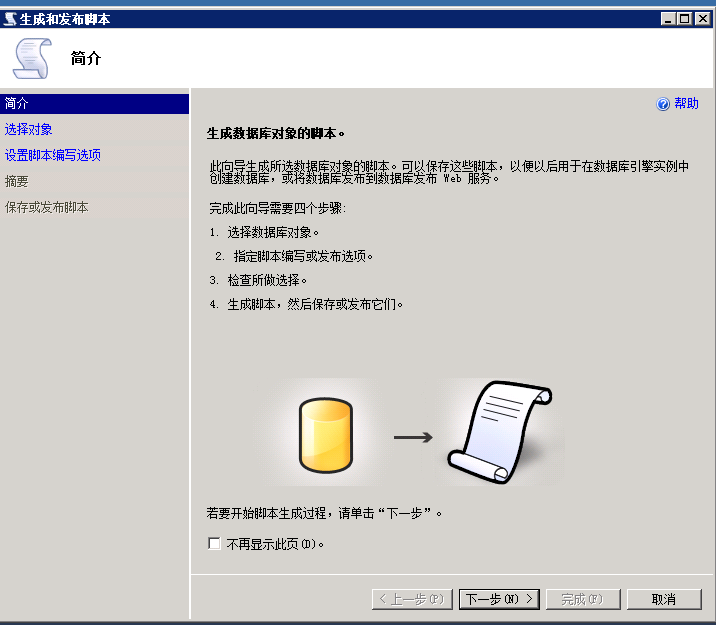 生成和发布脚本
简介
简介
选择对象
设置脚本编写选项
摘要
保存或发布脚本
帮助
生成数据库对象的脚本。
此向导生成所选数据库对象的脚本。可以保存这些脚本，以便以后用于在数据库引擎实例中
创建数据库，或将数据库发布到数据库发布 Web 服务。
完成此向导需要四个步骤:
1. 选择数据库对象。
2. 指定脚本编写或发布选项。
3. 检查所做选择。
4. 生成脚本，然后保存或发布它们。
若要开始脚本生成过程，请单击“下一步”。
不再显示此页(D)。
< 上一步(P)
下一步(N) >
完成(F)
取消